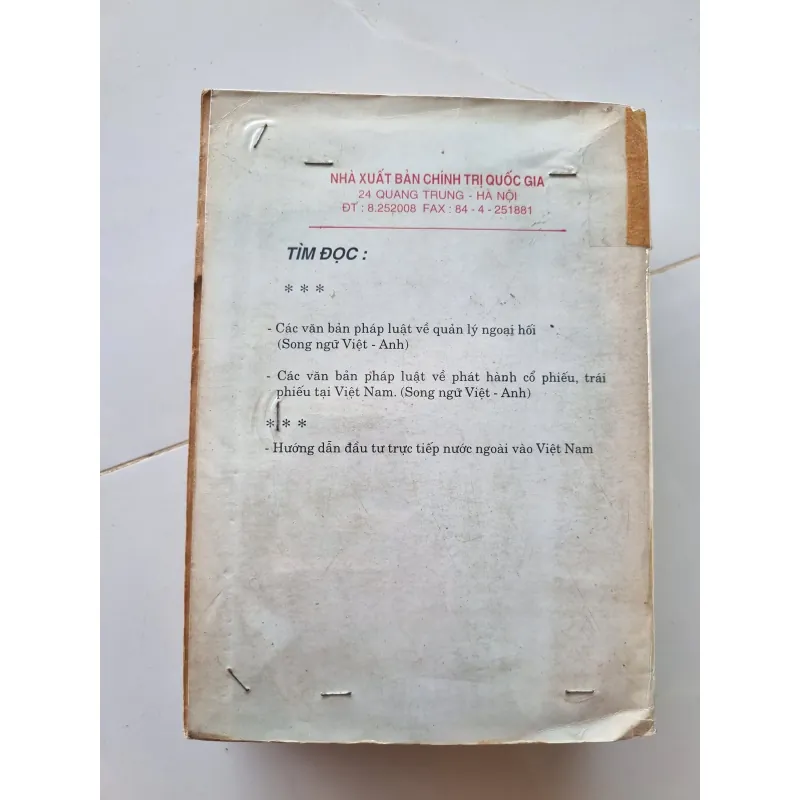 NHÀ XUẤT BẢN CHÍNH TRỊ QUỐC GIA
24 QUANG TRUNG - HÀ NỘI
ĐT : 8.252008 FAX : 84 - 4 - 251881
TÌM ĐỌC :
* * *
- Các văn bản pháp luật về quản lý ngoại hối
(Song ngữ Việt - Anh)
- Các văn bản pháp luật về phát hành cổ phiếu, trái
phiếu tại Việt Nam. (Song ngữ Việt - Anh)
* * *
- Hướng dẫn đầu tư trực tiếp nước ngoài vào Việt Nam